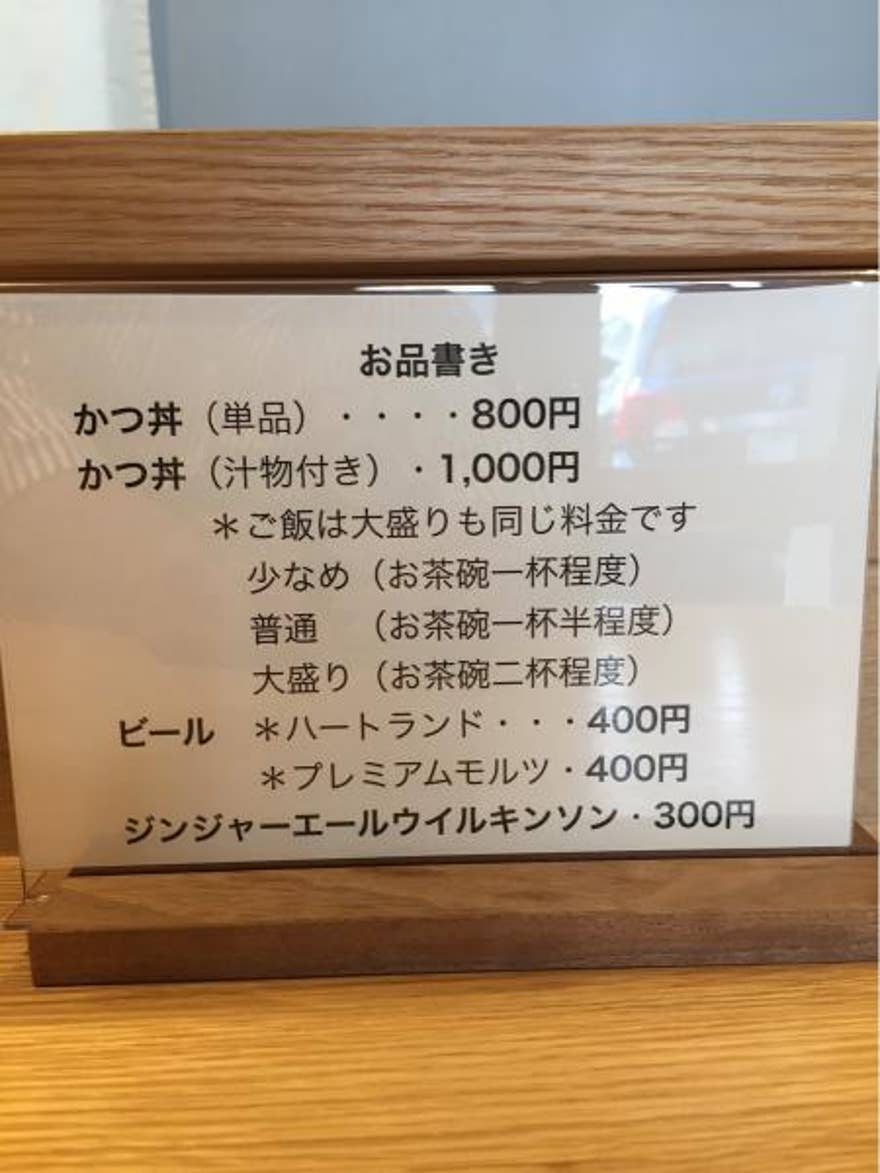 お品書き
かつ丼（単品）・・・・800円
かつ丼（汁物付き）・1,000円
＊ご飯は大盛りも同じ料金です
少なめ（お茶碗一杯程度）
普通　（お茶碗一杯半程度）
大盛り（お茶碗二杯程度）
ビール　＊ハートランド・・・400円
＊プレミアムモルツ・400円
ジンジャーエールウイルキンソン・300円